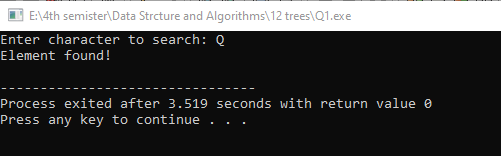 E:\4th semister\Data Strcture and Algorithms\12 trees\Q1.exe
Enter character to search: Q
Element found!
--------------------------------
Process exited after 3.519 seconds with return value 0
Press any key to continue . . .